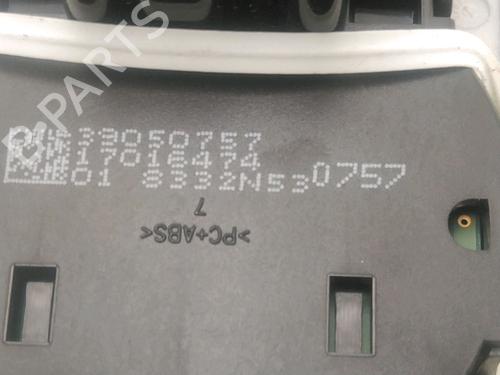 B-PARTS
39050757
17016474
01 8332N53 0757
7
>PC+ABS<